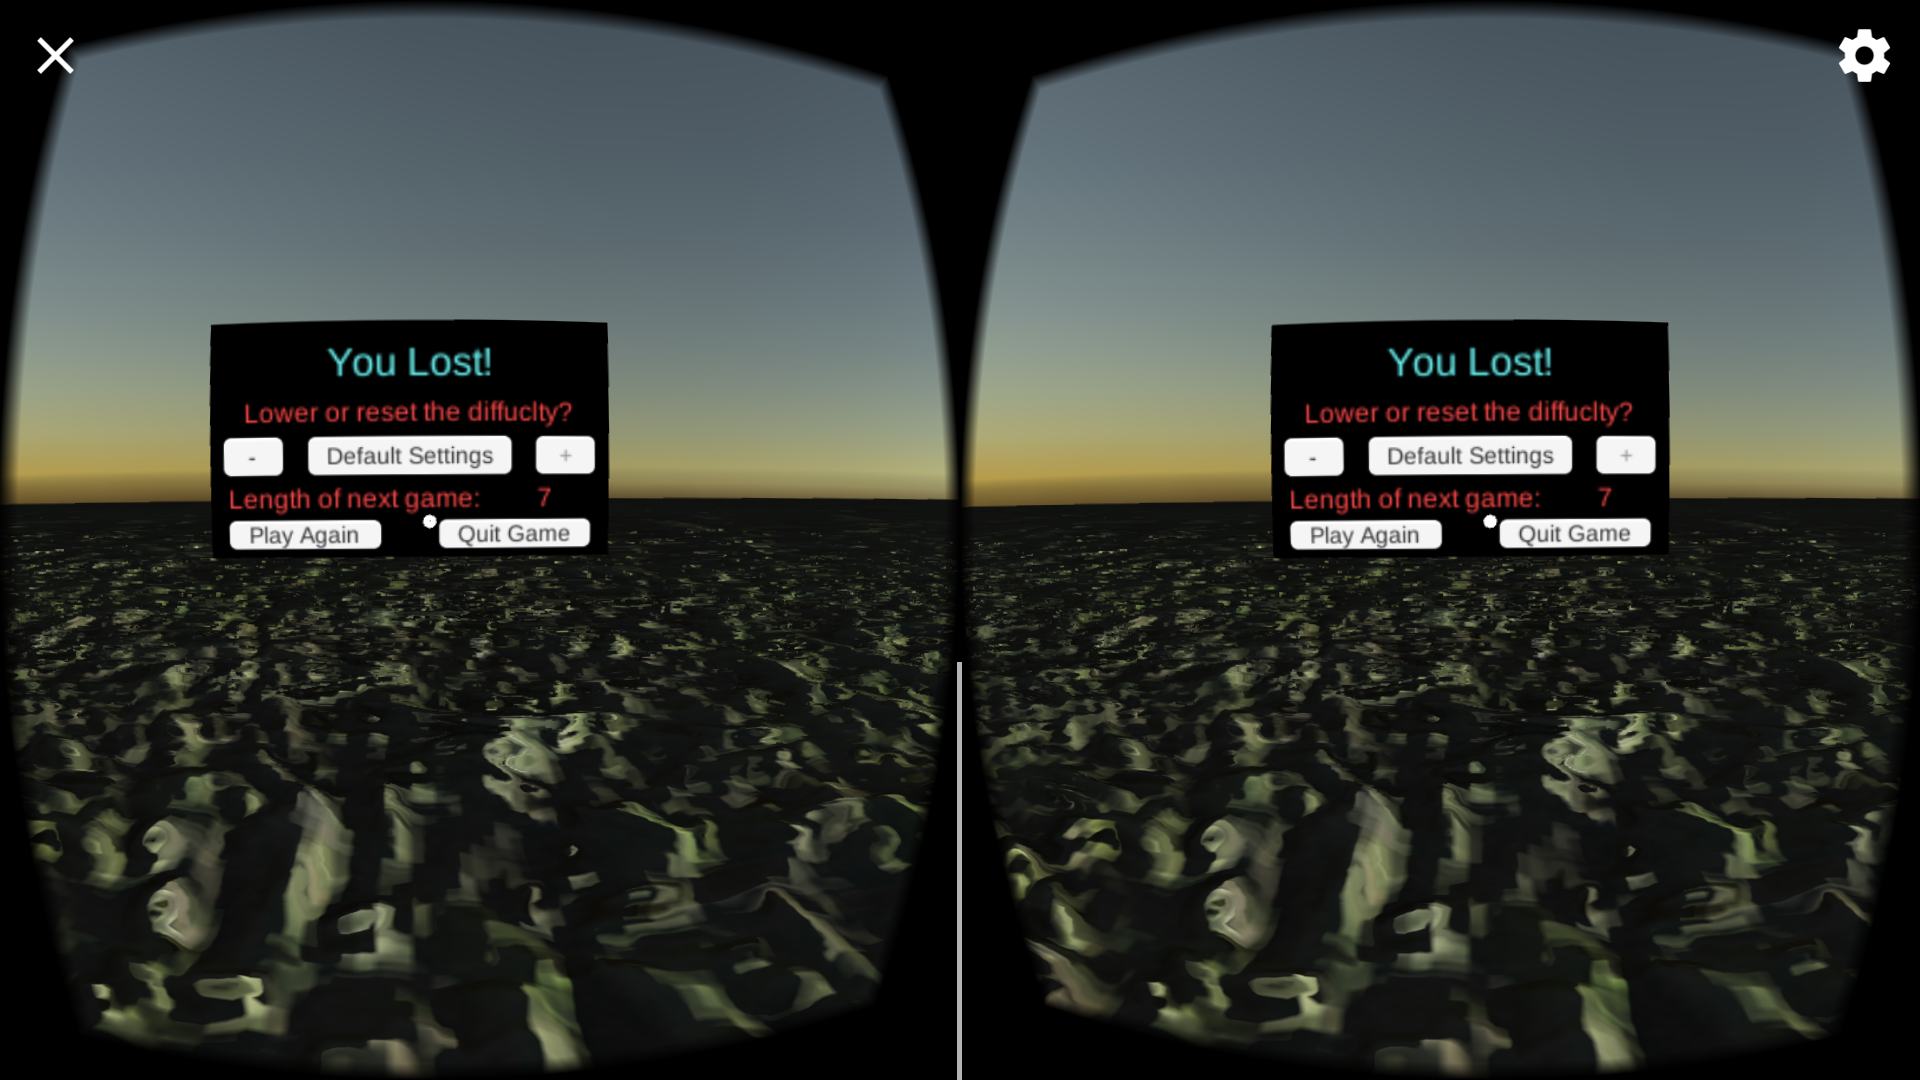 You Lost!
Lower or reset the diffuclty?
- Default Settings +
Length of next game: 7
Play Again Quit Game
You Lost!
Lower or reset the diffuclty?
- Default Settings +
Length of next game: 7
Play Again Quit Game